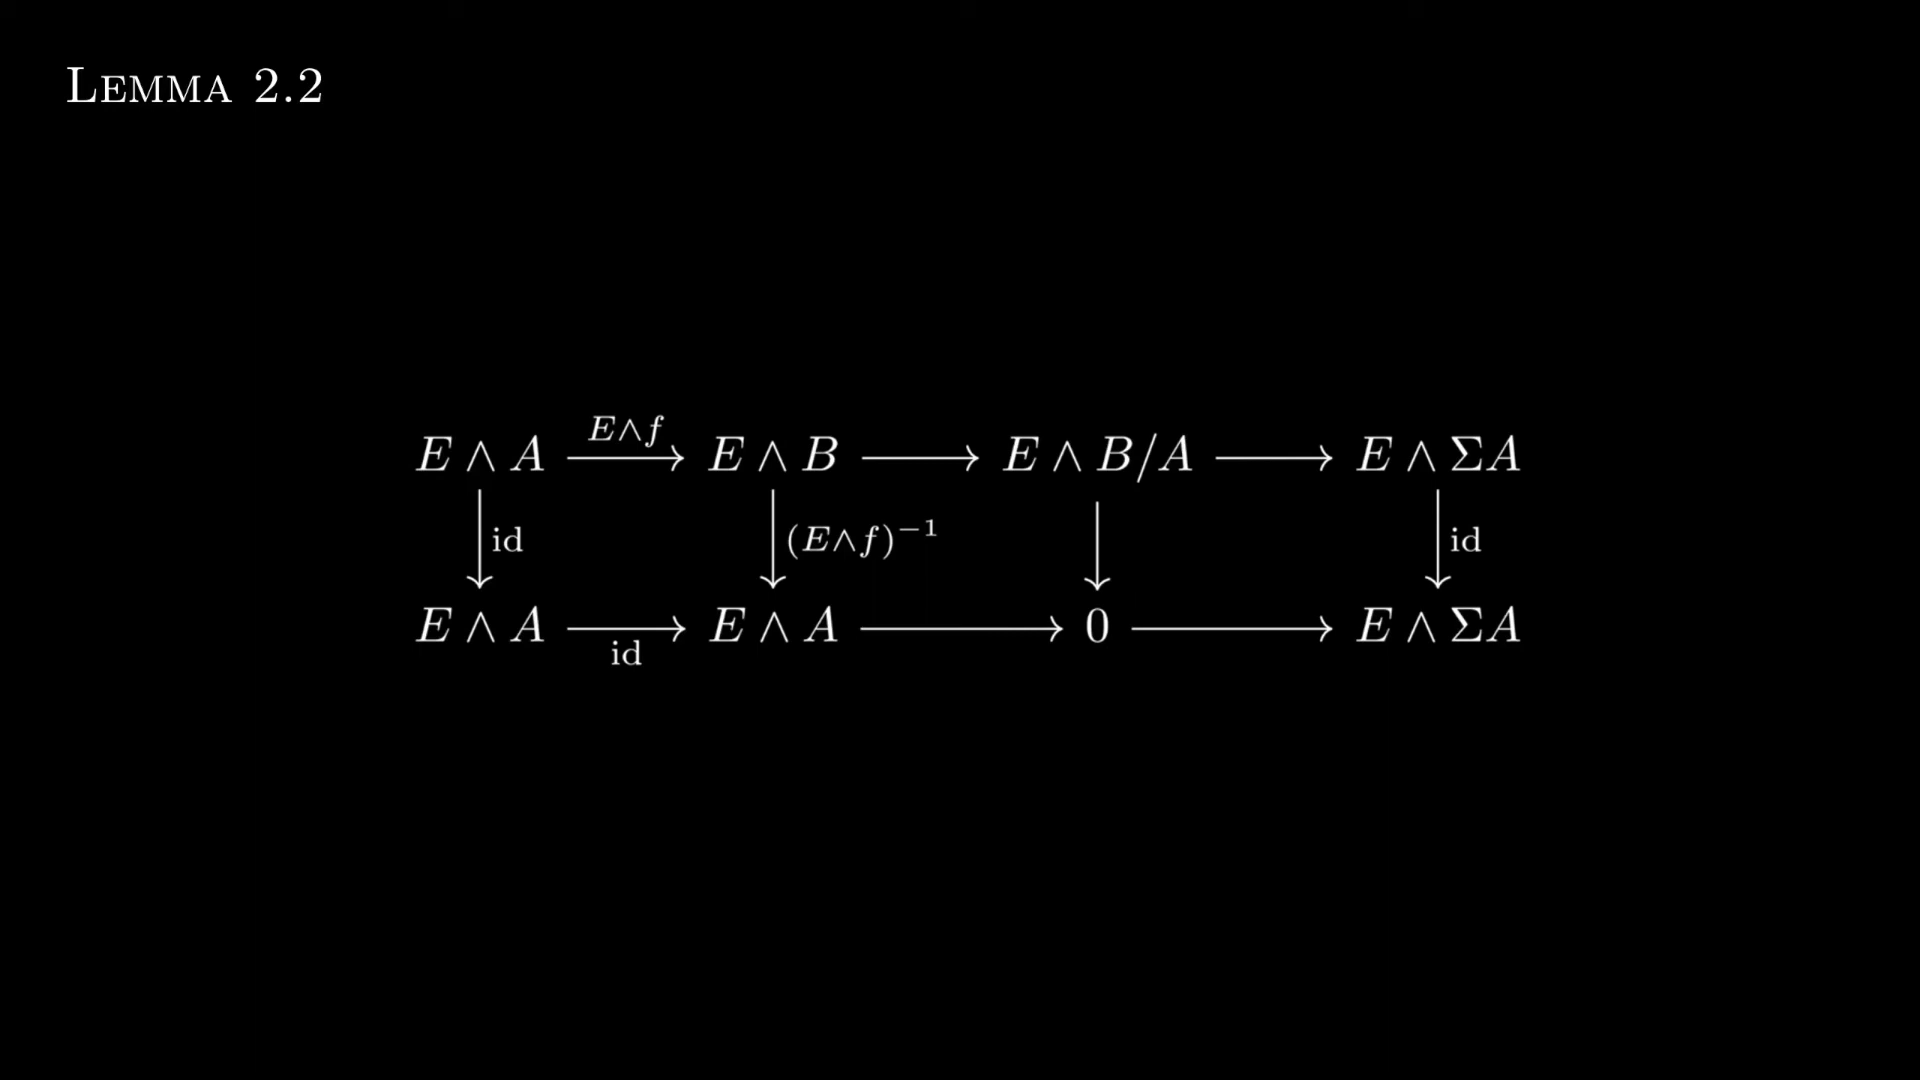 Lemma 2.2
E∧f
E ∧ A → E ∧ B → E ∧ B/A → E ∧ ΣA
id (E∧f)⁻¹ id
E ∧ A → E ∧ A → 0 → E ∧ ΣA
id